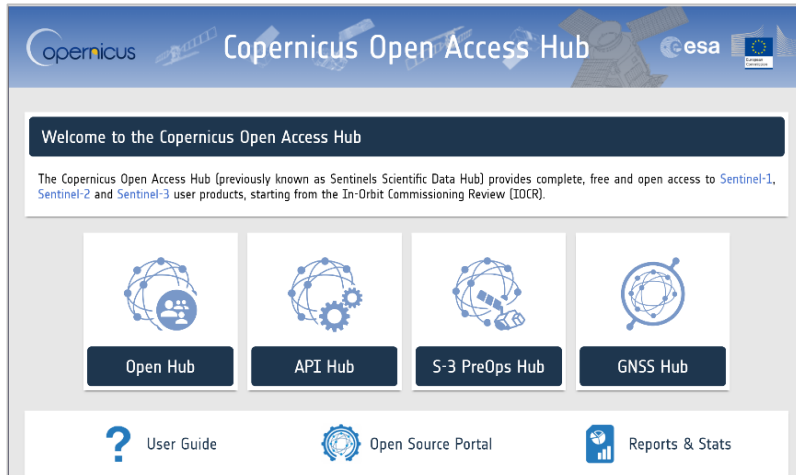 opernicus
Copernicus Open Access Hub
esa
European
Commission
Welcome to the Copernicus Open Access Hub
The Copernicus Open Access Hub (previously known as Sentinels Scientific Data Hub) provides complete, free and open access to Sentinel-1,
Sentinel-2 and Sentinel-3 user products, starting from the In-Orbit Commissioning Review (IOCR).
Open Hub
API Hub
S-3 PreOps Hub
GNSS Hub
? User Guide
Open Source Portal
Reports & Stats